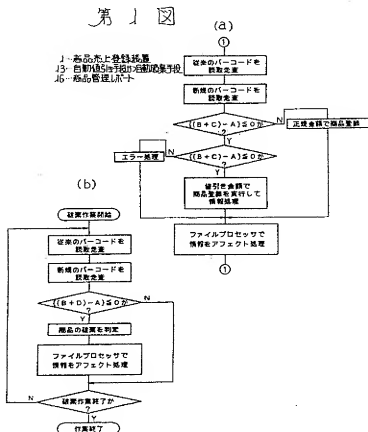 第1図
(a)
1…商品売上登録装置
13…自動値引手段(自動廃棄手段)
16…商品管理レポート
①
従来のバーコードを
読取走査
新規のバーコードを
読取走査
((B+C)-A)≦0か
?
N
正規金額で商品登録
Y
((B+C)-A)≦0か
?
N
エラー処理
Y
値引き金額で
商品登録を実行して
情報処理
ファイルプロセッサで
情報をアフェクト処理
①
(b)
破棄作業開始
従来のバーコードを
読取走査
新規のバーコードを
読取走査
((B+D)-A)≦0か
?
N
Y
商品の破棄を判定
ファイルプロセッサで
情報をアフェクト処理
破棄作業終了か
?
N
Y
作業終了